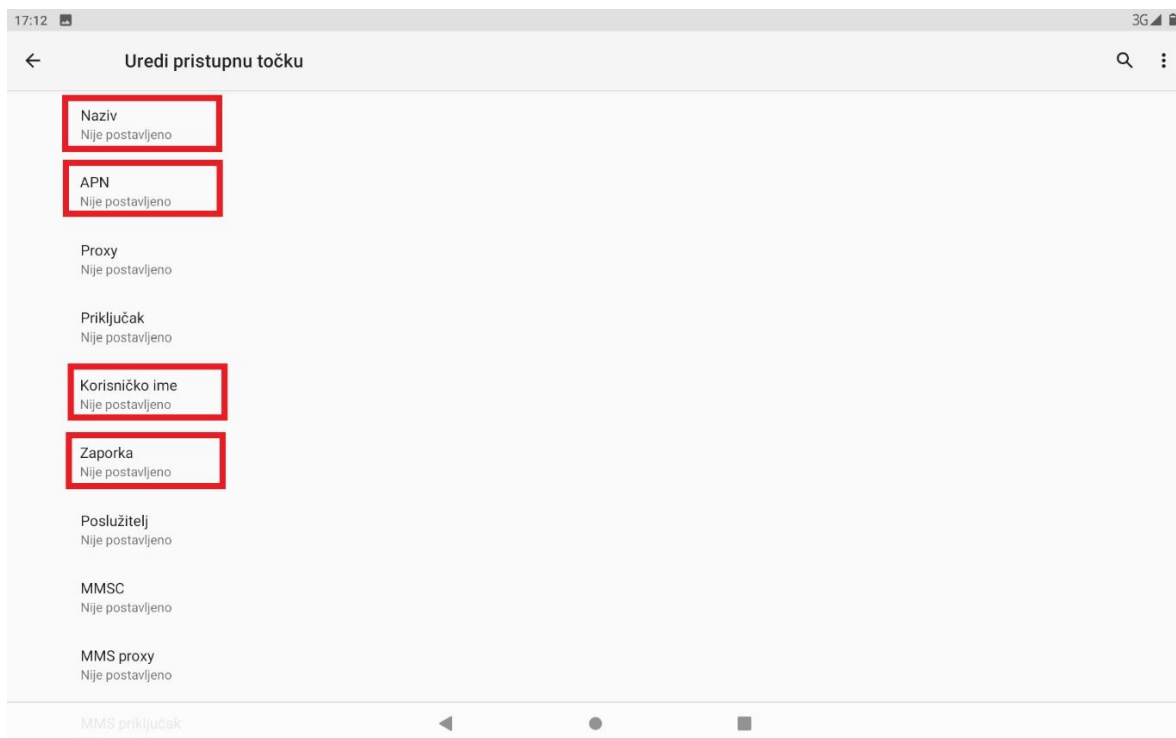 17:12
3G
Uredi pristupnu točku
Naziv
Nije postavljeno
APN
Nije postavljeno
Proxy
Nije postavljeno
Priključak
Nije postavljeno
Korisničko ime
Nije postavljeno
Zaporka
Nije postavljeno
Poslužitelj
Nije postavljeno
MMSC
Nije postavljeno
MMS proxy
Nije postavljeno
MMS priključak